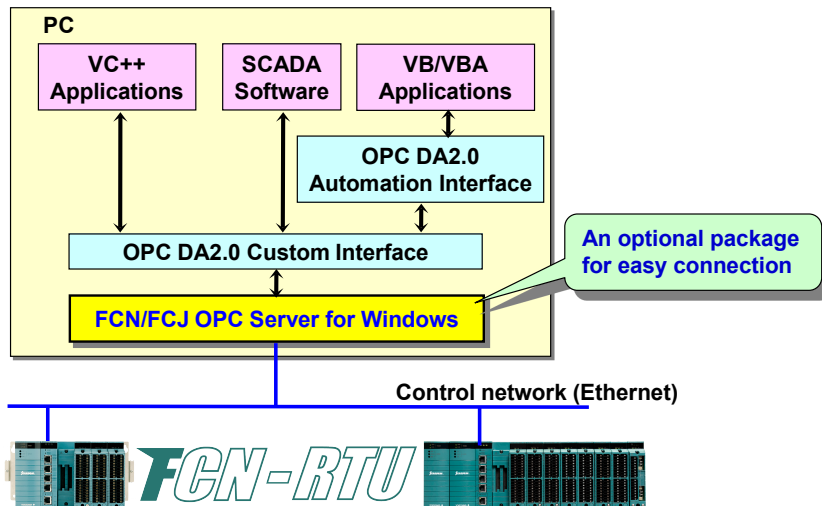 PC
VC++
Applications
SCADA
Software
VB/VBA
Applications
OPC DA2.0
Automation Interface
OPC DA2.0 Custom Interface
An optional package
for easy connection
FCN/FCJ OPC Server for Windows
Control network (Ethernet)
FCN-RTU